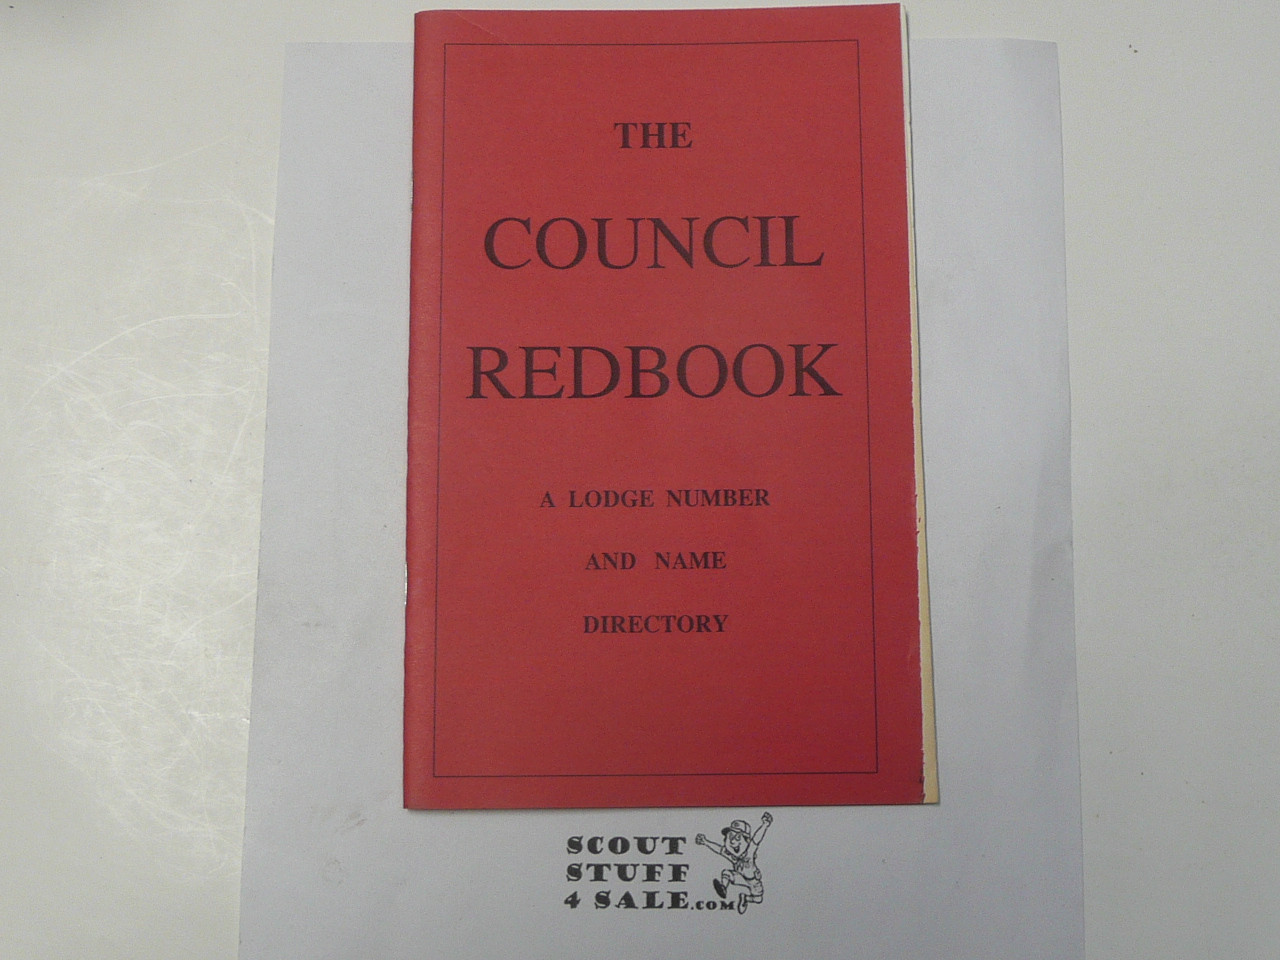 THE
COUNCIL
REDBOOK
A LODGE NUMBER
AND NAME
DIRECTORY
SCOUT
STUFF
4 SALE.COM